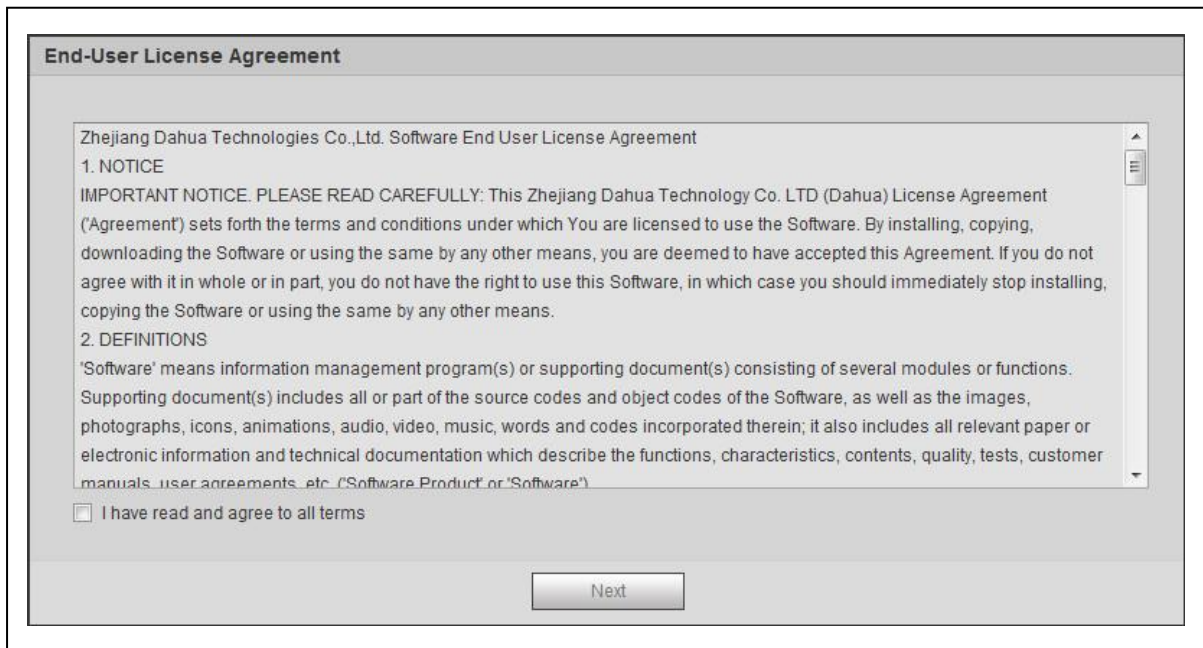 End-User License Agreement
Zhejiang Dahua Technologies Co.,Ltd. Software End User License Agreement
1. NOTICE
IMPORTANT NOTICE. PLEASE READ CAREFULLY: This Zhejiang Dahua Technology Co. LTD (Dahua) License Agreement
('Agreement') sets forth the terms and conditions under which You are licensed to use the Software. By installing, copying,
downloading the Software or using the same by any other means, you are deemed to have accepted this Agreement. If you do not
agree with it in whole or in part, you do not have the right to use this Software, in which case you should immediately stop installing,
copying the Software or using the same by any other means.
2. DEFINITIONS
'Software' means information management program(s) or supporting document(s) consisting of several modules or functions.
Supporting document(s) includes all or part of the source codes and object codes of the Software, as well as the images,
photographs, icons, animations, audio, video, music, words and codes incorporated therein; it also includes all relevant paper or
electronic information and technical documentation which describe the functions, characteristics, contents, quality, tests, customer
manuals, user agreements, etc. ('Software Product' or 'Software')
I have read and agree to all terms
Next